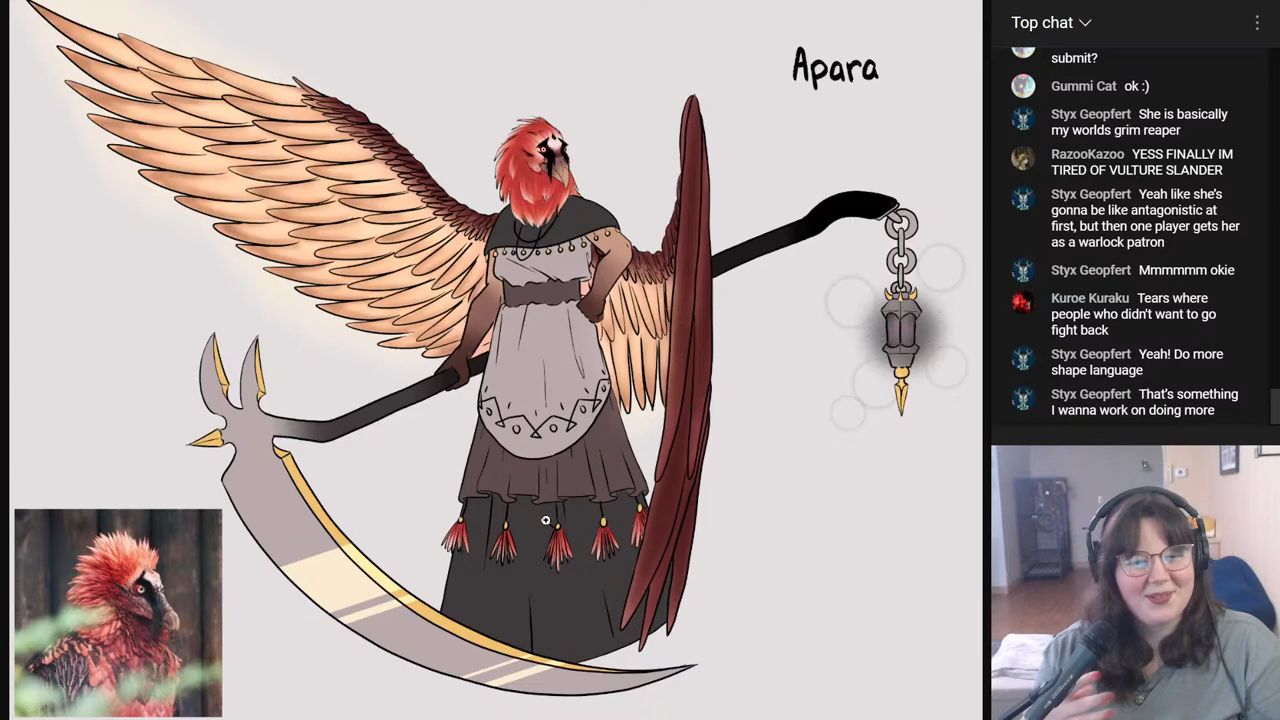 Apara
Top chat
submit?
Gummi Cat ok :)
Styx Geopfert She is basically
my worlds grim reaper
RazooKazoo YESS FINALLY IM
TIRED OF VULTURE SLANDER
Styx Geopfert Yeah like she's
gonna be like antagonistic at
first, but then one player gets her
as a warlock patron
Styx Geopfert Mmmmmm okie
Kuroe Kuraku Tears where
people who didn't want to go
fight back
Styx Geopfert Yeah! Do more
shape language
Styx Geopfert That's something
I wanna work on doing more